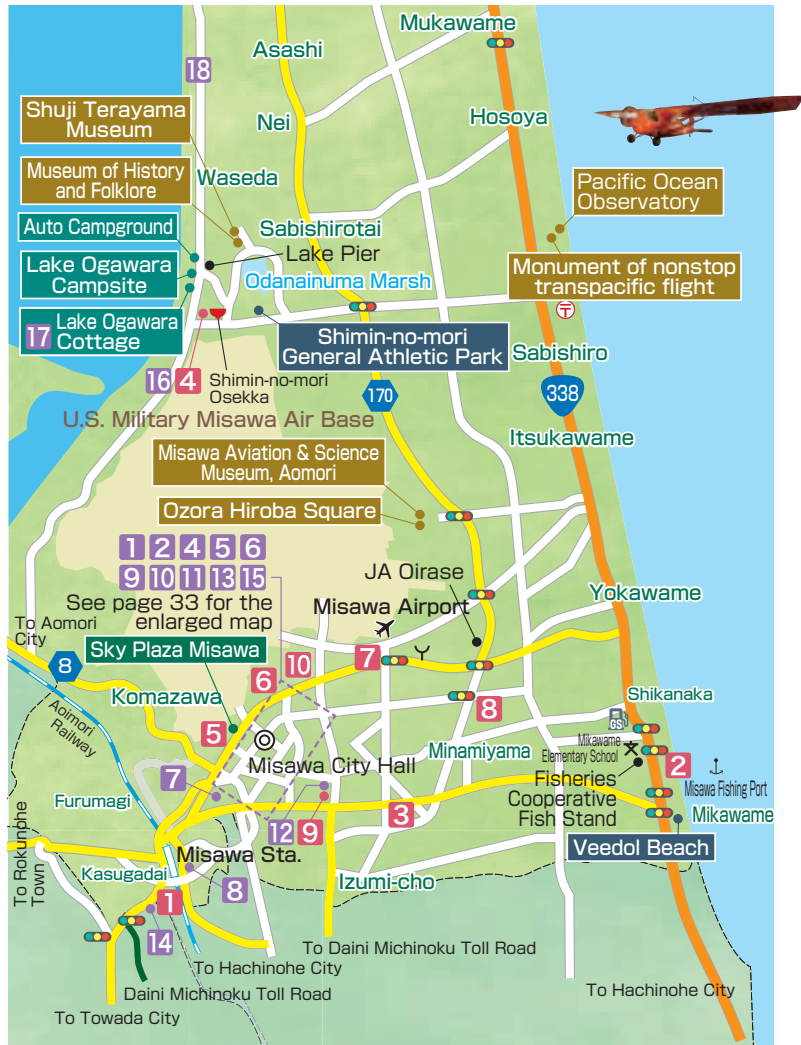 Mukawame
Asashi
18
Shuji Terayama
Museum
Nei
Hosoya
Museum of History
and Folklore
Waseda
Pacific Ocean
Observatory
Auto Campground
Sabishirotai
Lake Pier
Lake Ogawara
Campsite
Odanainuma Marsh
Monument of nonstop
transpacific flight
17 Lake Ogawara
Cottage
〒
Shimin-no-mori
General Athletic Park
Sabishiro
16 4
Shimin-no-mori
Osekka
170
338
U.S. Military Misawa Air Base
Itsukawame
Misawa Aviation & Science
Museum, Aomori
Ozora Hiroba Square
1 2 4 5 6
9 10 11 13 15
See page 33 for the
enlarged map
JA Oirase
Yokawame
Misawa Airport
To Aomori
City
Sky Plaza Misawa
8
10
7
6
Komazawa
Shikanaka
8
GS
Aoimori
Railway
5
Mikawame
Elementary School
Minamiyama
Misawa City Hall
2
Misawa Fishing Port
7
Fisheries
Cooperative
Fish Stand
Furumagi
3
Mikawame
12 9
Veedol Beach
Misawa Sta.
To Rokunohe
Town
Kasugadai
8
Izumi-cho
1
14
To Daini Michinoku Toll Road
To Hachinohe City
Daini Michinoku Toll Road
To Hachinohe City
To Towada City